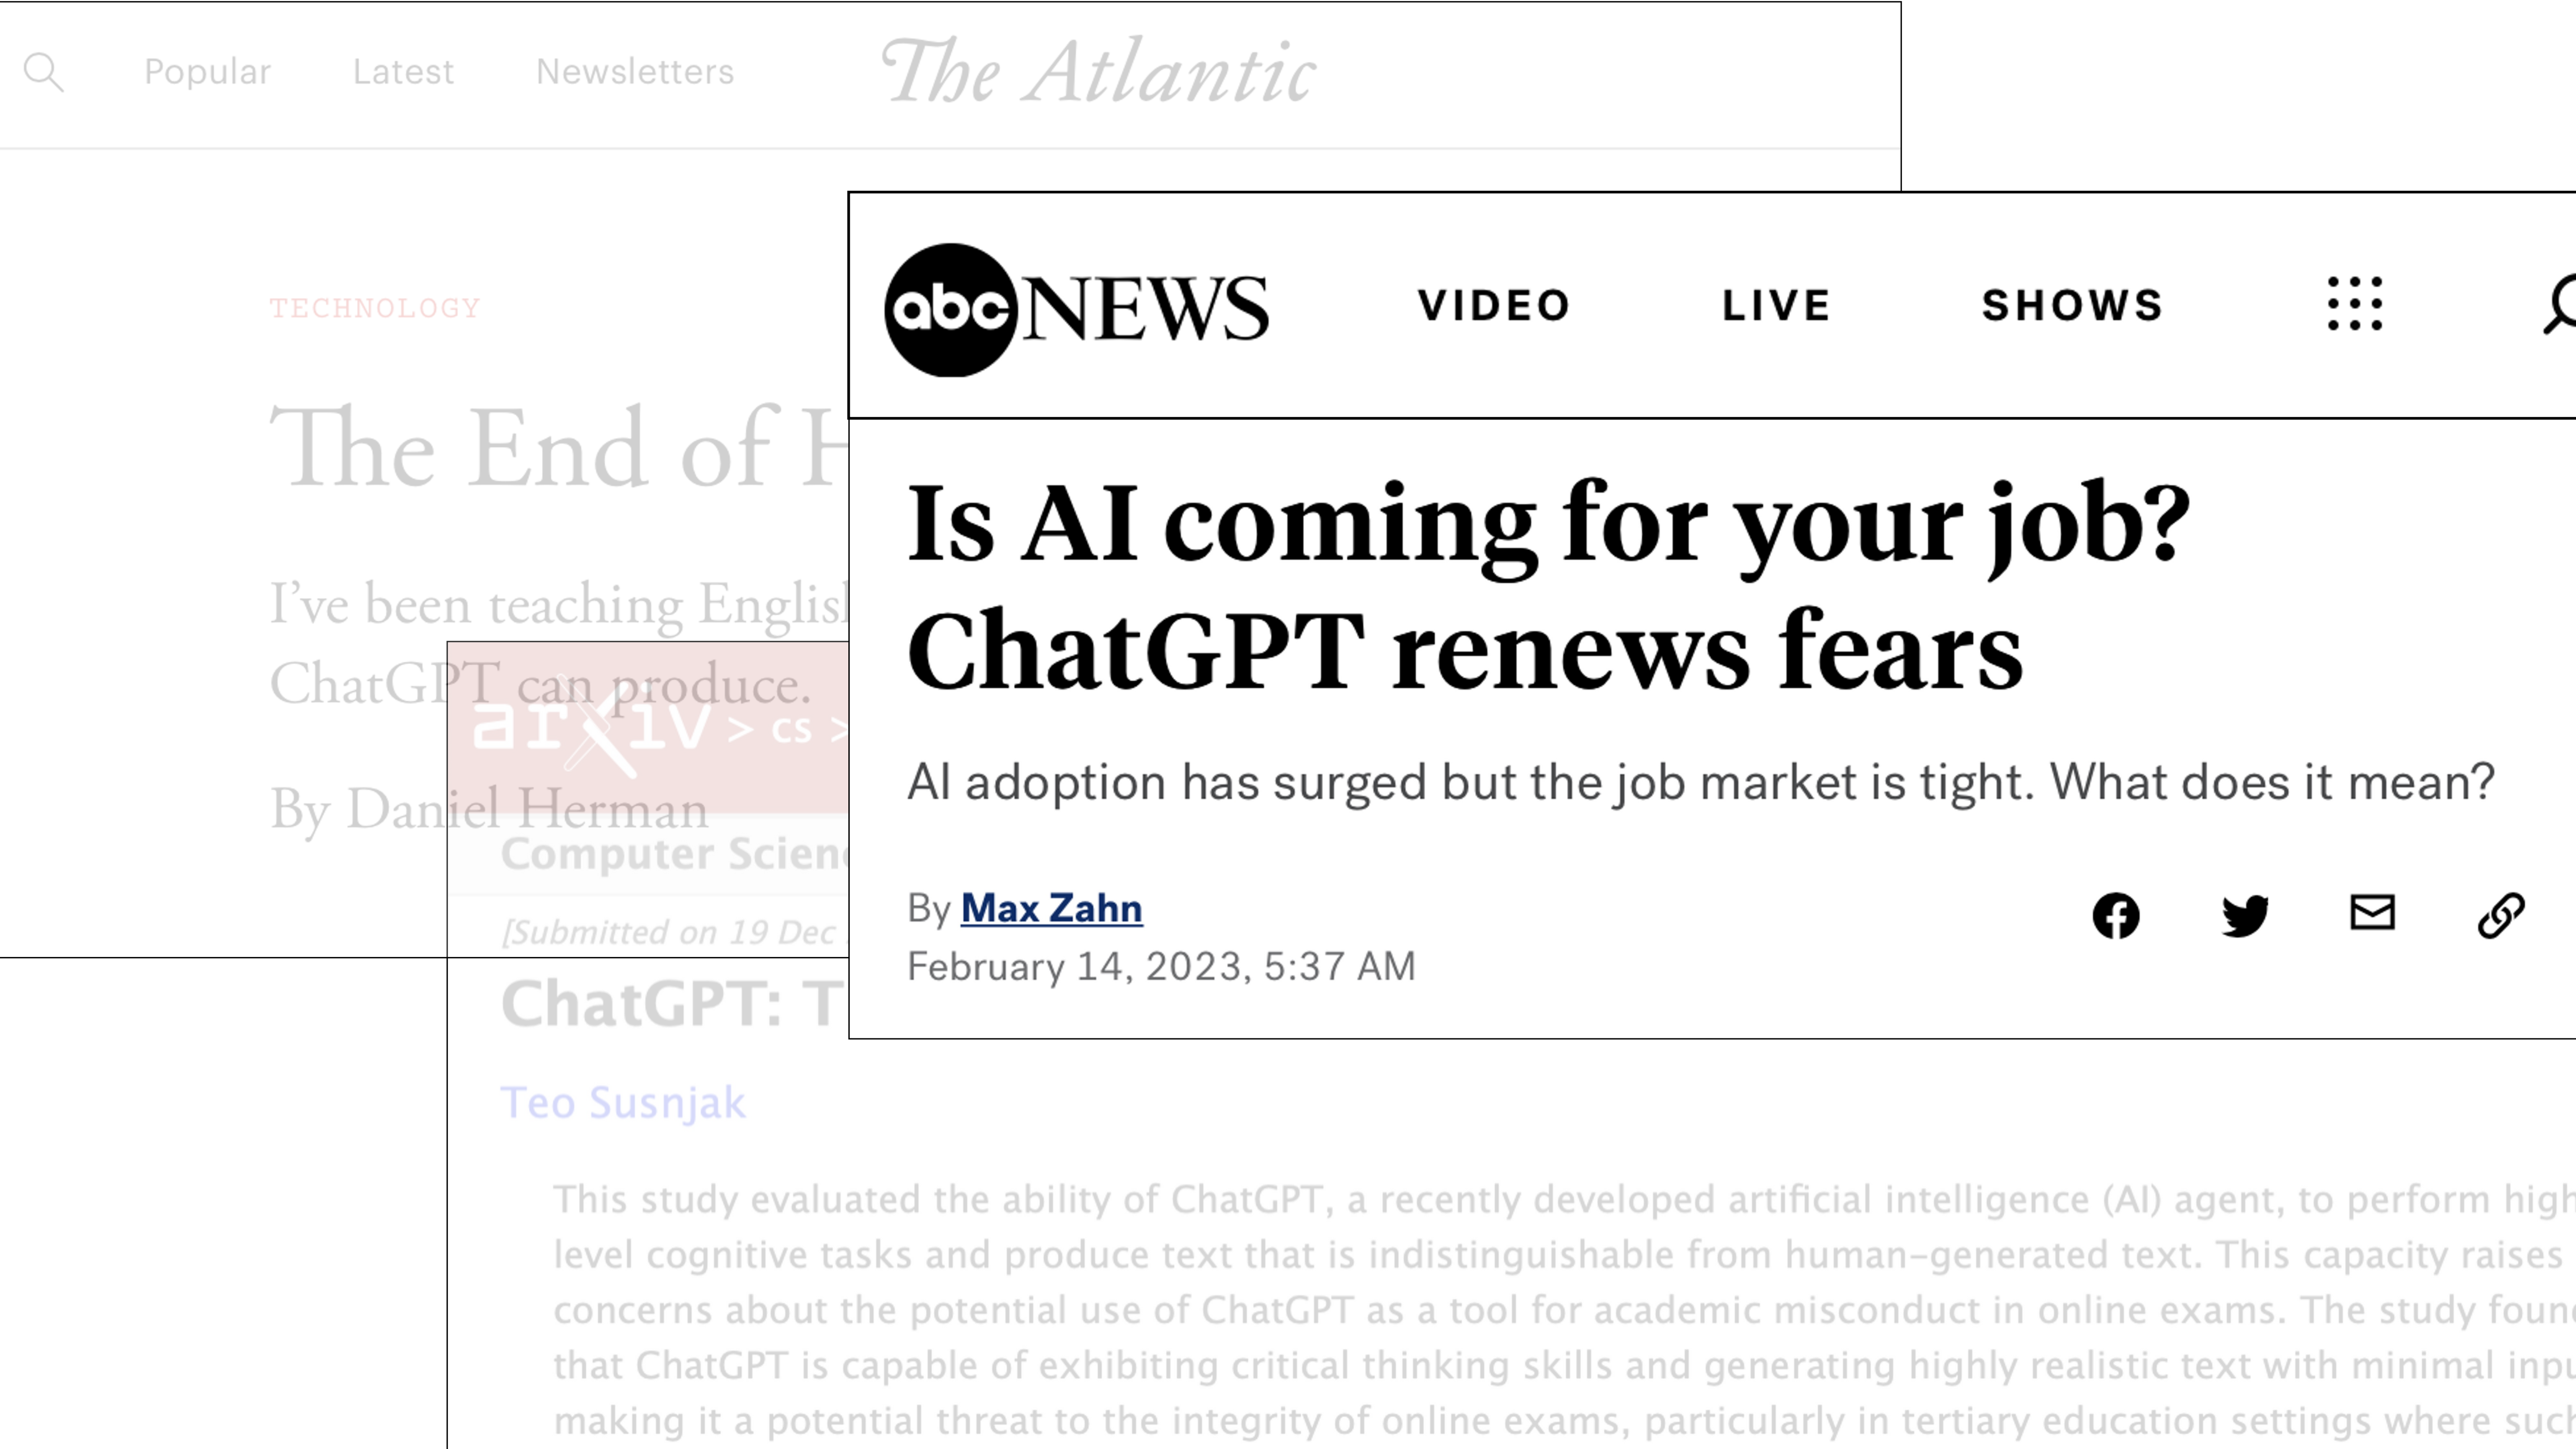 Popular Latest Newsletters The Atlantic
TECHNOLOGY
The End of H
I've been teaching English
ChatGPT can produce.
By Daniel Herman
arXiv > cs >
Computer Scienc
[Submitted on 19 Dec
ChatGPT: T
Teo Susnjak
This study evaluated the ability of ChatGPT, a recently developed artificial intelligence (AI) agent, to perform high
level cognitive tasks and produce text that is indistinguishable from human-generated text. This capacity raises
concerns about the potential use of ChatGPT as a tool for academic misconduct in online exams. The study foun
that ChatGPT is capable of exhibiting critical thinking skills and generating highly realistic text with minimal inpu
making it a potential threat to the integrity of online exams, particularly in tertiary education settings where suc
abc NEWS VIDEO LIVE SHOWS
Is AI coming for your job?
ChatGPT renews fears
AI adoption has surged but the job market is tight. What does it mean?
By Max Zahn
February 14, 2023, 5:37 AM